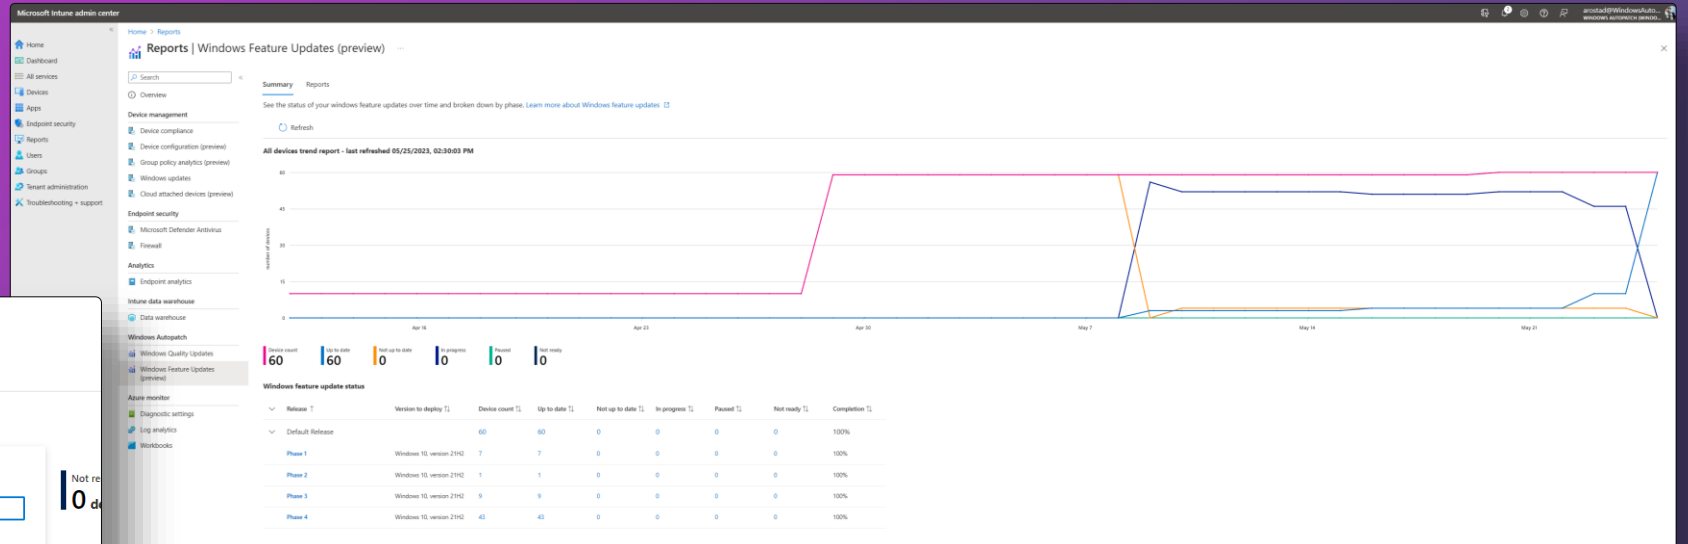 Microsoft Intune admin center
arostad@WindowsAuto...
WINDOWS AUTOPATCH (WINDO...
Home
Dashboard
All services
Devices
Apps
Endpoint security
Reports
Users
Groups
Tenant administration
Troubleshooting + support
Home > Reports
Reports | Windows Feature Updates (preview) ...
Search
Overview
Device management
Device compliance
Device configuration (preview)
Group policy analytics (preview)
Windows updates
Cloud attached devices (preview)
Endpoint security
Microsoft Defender Antivirus
Firewall
Analytics
Endpoint analytics
Intune data warehouse
Data warehouse
Windows Autopatch
Windows Quality Updates
Windows Feature Updates
(preview)
Azure monitor
Diagnostic settings
Log analytics
Workbooks
Summary Reports
See the status of your windows feature updates over time and broken down by phase. Learn more about Windows feature updates
Refresh
All devices trend report - last refreshed 05/25/2023, 02:30:03 PM
number of devices
60
45
30
15
0
Apr 16 Apr 23 Apr 30 May 7 May 14 May 21
Device count Up to date Not up to date In progress Paused Not ready
60 60 0 0 0 0
Windows feature update status
Release Version to deploy Device count Up to date Not up to date In progress Paused Not ready Completion
Default Release 60 60 0 0 0 0 100%
Phase 1 Windows 10, version 21H2 7 7 0 0 0 0 100%
Phase 2 Windows 10, version 21H2 1 1 0 0 0 0 100%
Phase 3 Windows 10, version 21H2 9 9 0 0 0 0 100%
Phase 4 Windows 10, version 21H2 43 43 0 0 0 0 100%
Not re
0 de